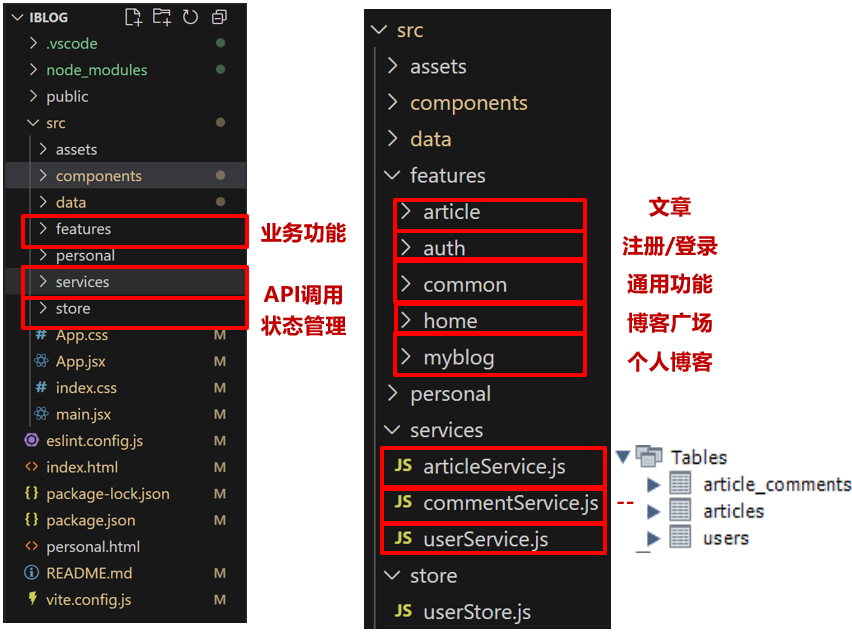 IBLOG
.vscode
node_modules
public
src
assets
components
data
features
personal
services
store
# App.css M
App.jsx M
# index.css M
main.jsx M
eslint.config.js M
<> index.html M
{} package-lock.json M
{} package.json M
<> personal.html
README.md M
vite.config.js M
业务功能
API调用
状态管理
src
assets
components
data
features
article
auth
common
home
myblog
personal
services
JS articleService.js
JS commentService.js
JS userService.js
store
JS userStore.js
文章
注册/登录
通用功能
博客广场
个人博客
--
Tables
article_comments
articles
users